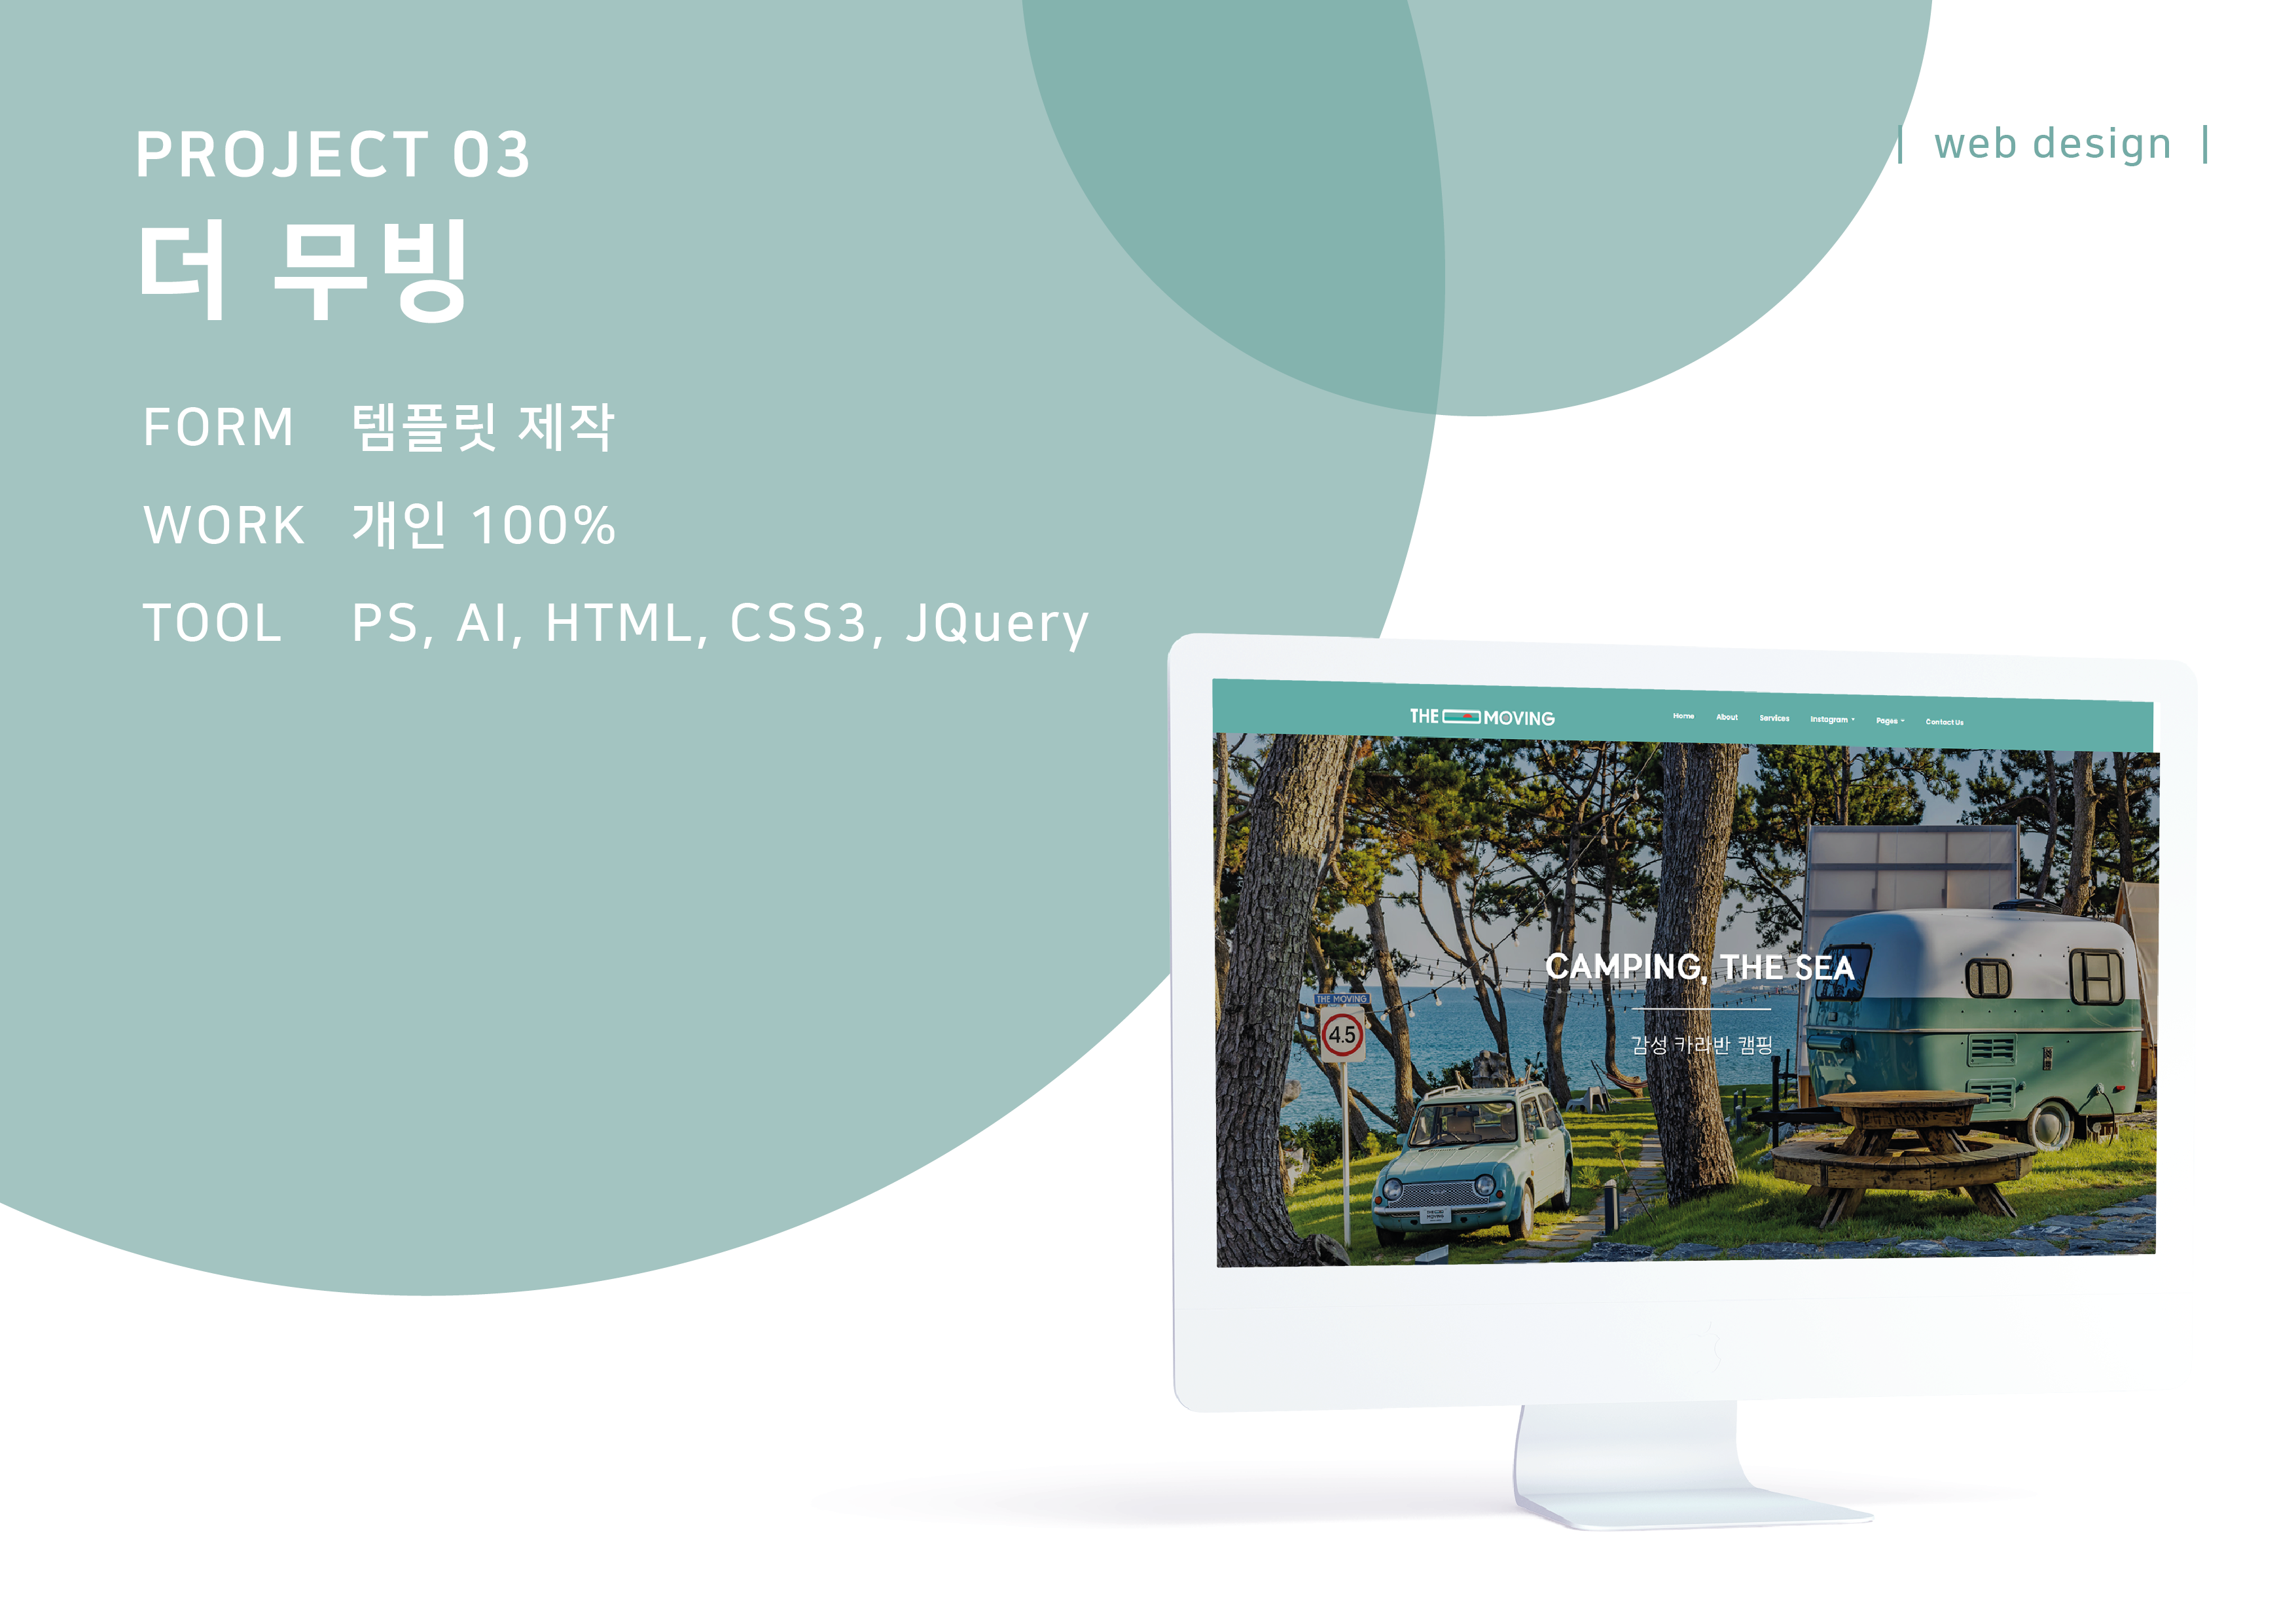 PROJECT 03
더 무빙
| web design |
FORM 템플릿 제작
WORK 개인 100%
TOOL PS, AI, HTML, CSS3, JQuery
THE MOVING
Home About Services Instagram Pages Contact Us
CAMPING, THE SEA
감성 카라반 캠핑
THE MOVING
4.5